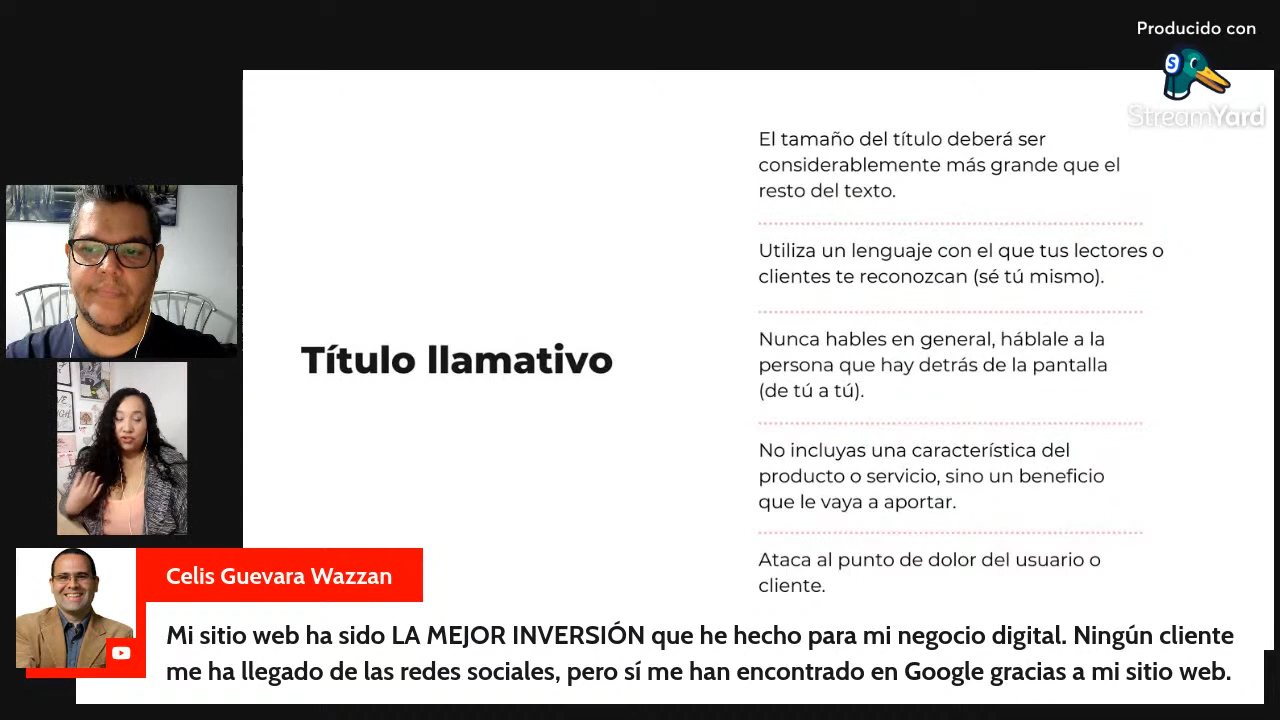 Producido con
StreamYard
El tamaño del título deberá ser
considerablemente más grande que el
resto del texto.
Utiliza un lenguaje con el que tus lectores o
clientes te reconozcan (sé tú mismo).
Título llamativo
Nunca hables en general, háblale a la
persona que hay detrás de la pantalla
(de tú a tú).
No incluyas una característica del
producto o servicio, sino un beneficio
que le vaya a aportar.
Ataca al punto de dolor del usuario o
cliente.
Celis Guevara Wazzan
Mi sitio web ha sido LA MEJOR INVERSIÓN que he hecho para mi negocio digital. Ningún cliente
me ha llegado de las redes sociales, pero sí me han encontrado en Google gracias a mi sitio web.